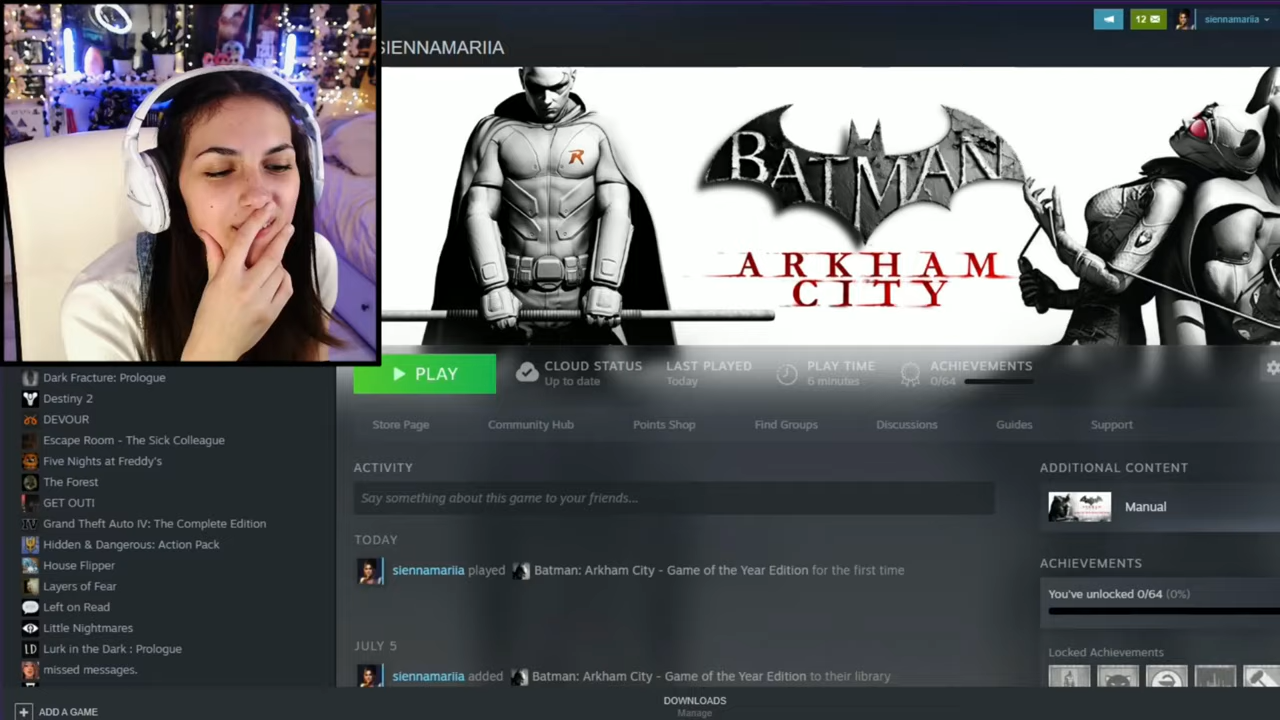 12
siennamariia
SIENNAMARIIA
R
BATMAN
ARKHAM
CITY
PLAY
CLOUD STATUS
Up to date
LAST PLAYED
Today
PLAY TIME
6 minutes
ACHIEVEMENTS
0/64
Store Page
Community Hub
Points Shop
Find Groups
Discussions
Guides
Support
Dark Fracture: Prologue
Destiny 2
DEVOUR
Escape Room - The Sick Colleague
Five Nights at Freddy's
The Forest
GET OUT!
IV Grand Theft Auto IV: The Complete Edition
Hidden & Dangerous: Action Pack
House Flipper
Layers of Fear
Left on Read
Little Nightmares
LD Lurk in the Dark : Prologue
missed messages.
ADD A GAME
ACTIVITY
Say something about this game to your friends...
TODAY
siennamariia played Batman: Arkham City - Game of the Year Edition for the first time
JULY 5
siennamariia added Batman: Arkham City - Game of the Year Edition to their library
ADDITIONAL CONTENT
Manual
ACHIEVEMENTS
You've unlocked 0/64 (0%)
Locked Achievements
DOWNLOADS
Manage